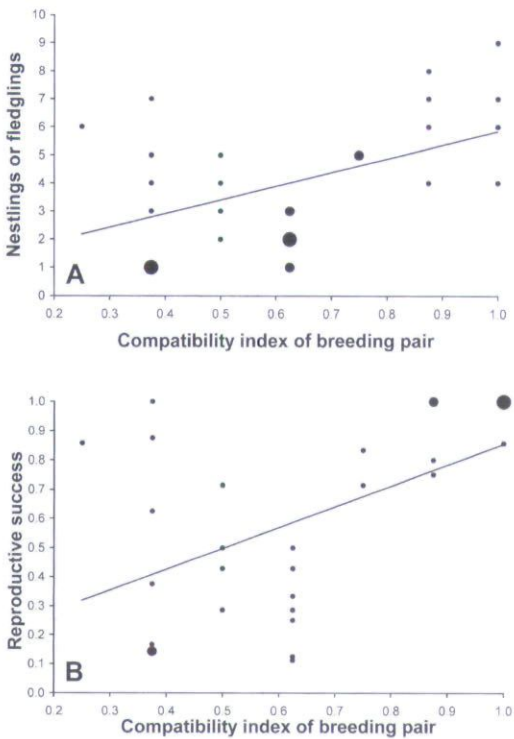 Nestlings or fledglings
10
9
8
7
6
5
4
3
2
1
0
A
0.2 0.3 0.4 0.5 0.6 0.7 0.8 0.9 1.0
Compatibility index of breeding pair
Reproductive success
1.0
0.9
0.8
0.7
0.6
0.5
0.4
0.3
0.2
0.1
0.0
B
0.2 0.3 0.4 0.5 0.6 0.7 0.8 0.9 1.0
Compatibility index of breeding pair